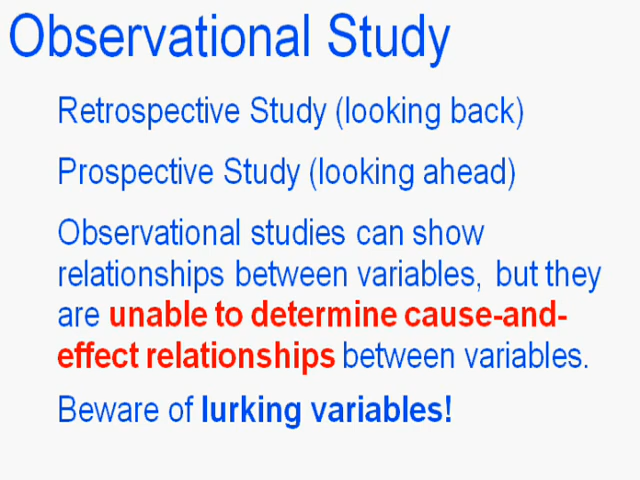 Observational Study
Retrospective Study (looking back)
Prospective Study (looking ahead)
Observational studies can show
relationships between variables, but they
are unable to determine cause-and-
effect relationships between variables.
Beware of lurking variables!